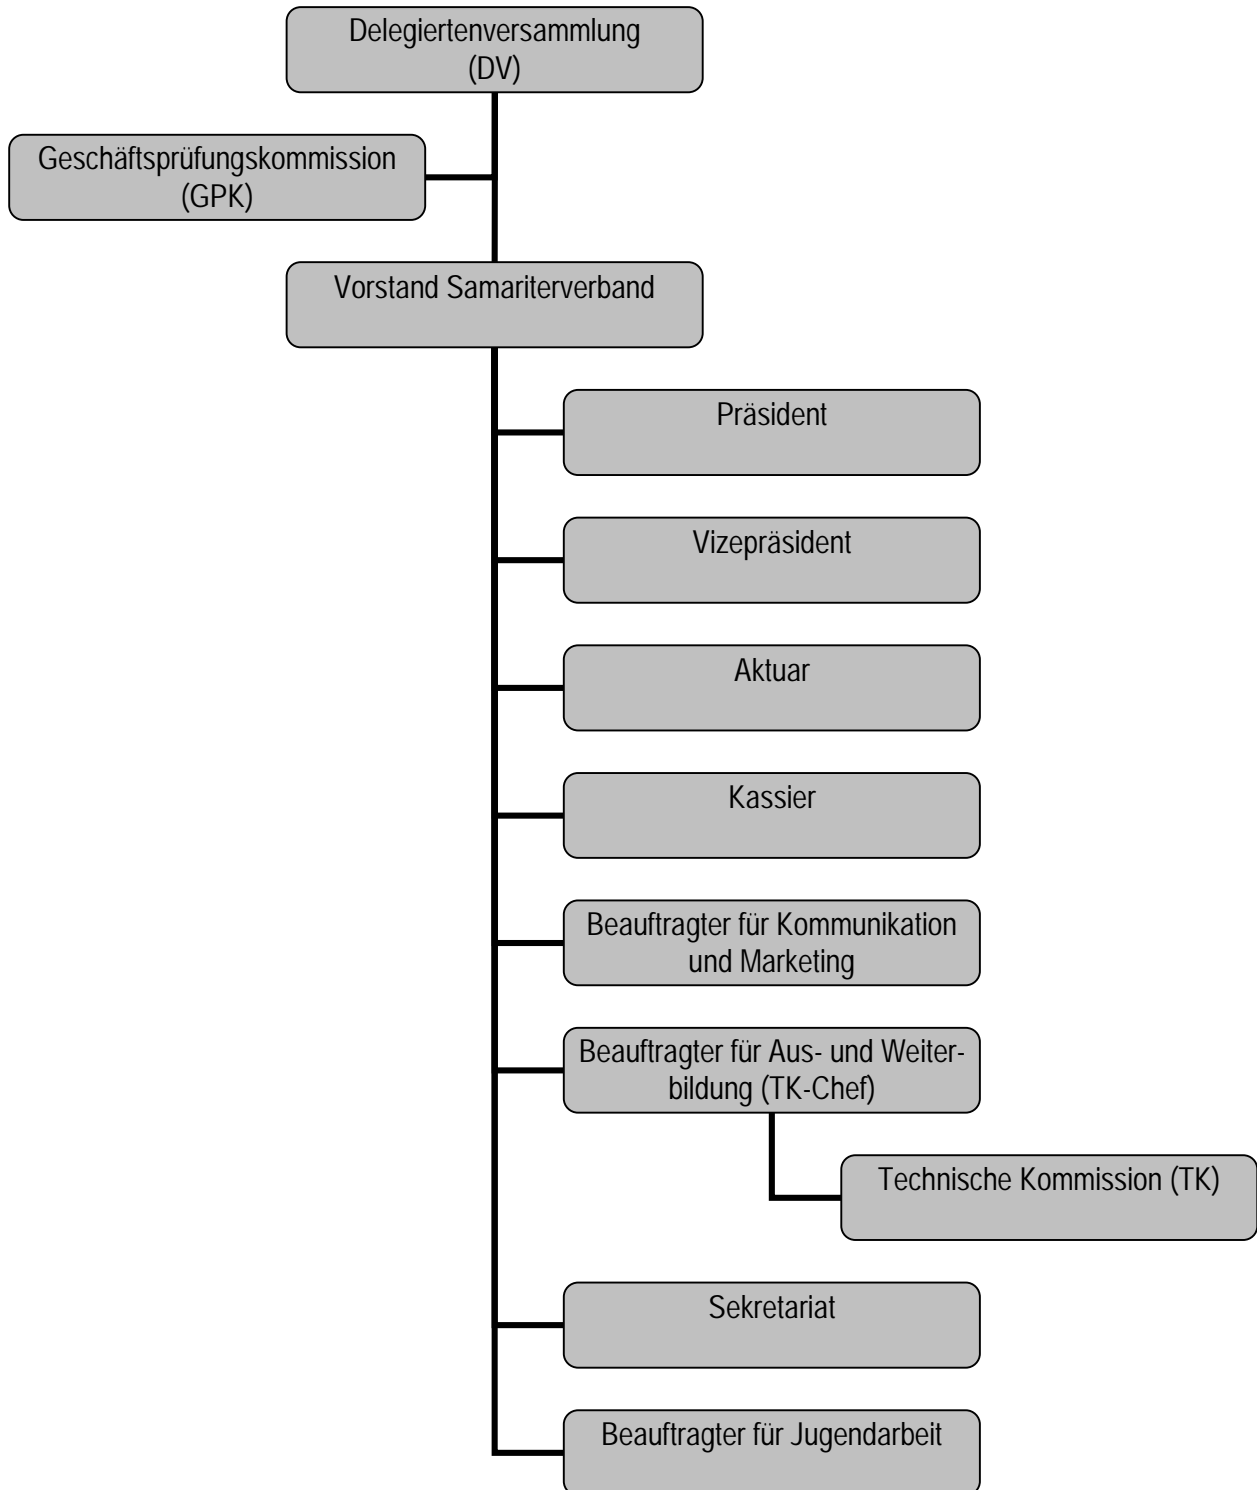 Delegiertenversammlung
(DV)
Geschäftsprüfungskommission
(GPK)
Vorstand Samariterverband
Präsident
Vizepräsident
Aktuar
Kassier
Beauftragter für Kommunikation
und Marketing
Beauftragter für Aus- und Weiter-
bildung (TK-Chef)
Technische Kommission (TK)
Sekretariat
Beauftragter für Jugendarbeit